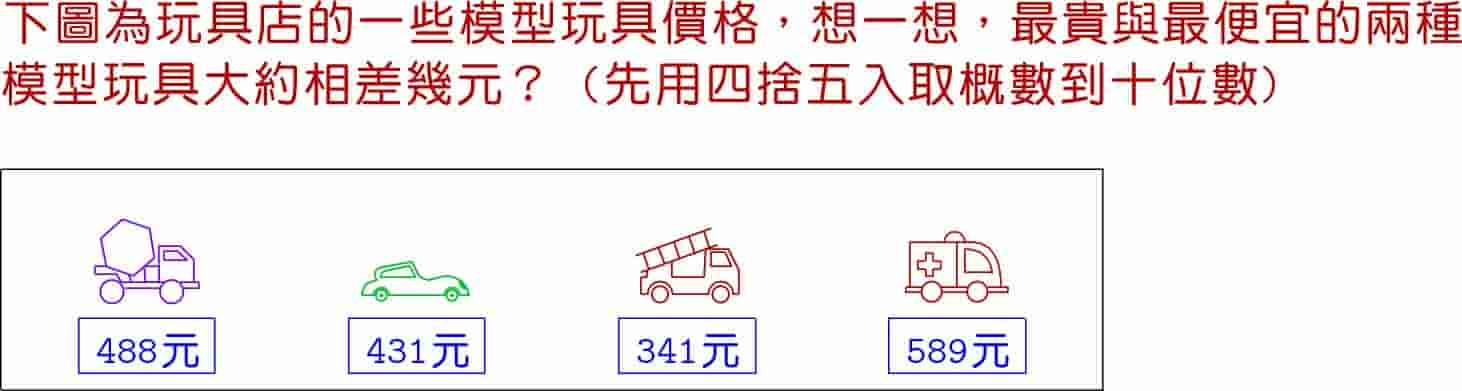 下圖為玩具店的一些模型玩具價格，想一想，最貴與最便宜的兩種
模型玩具大約相差幾元？（先用四捨五入取概數到十位數）
488元
431元
341元
589元